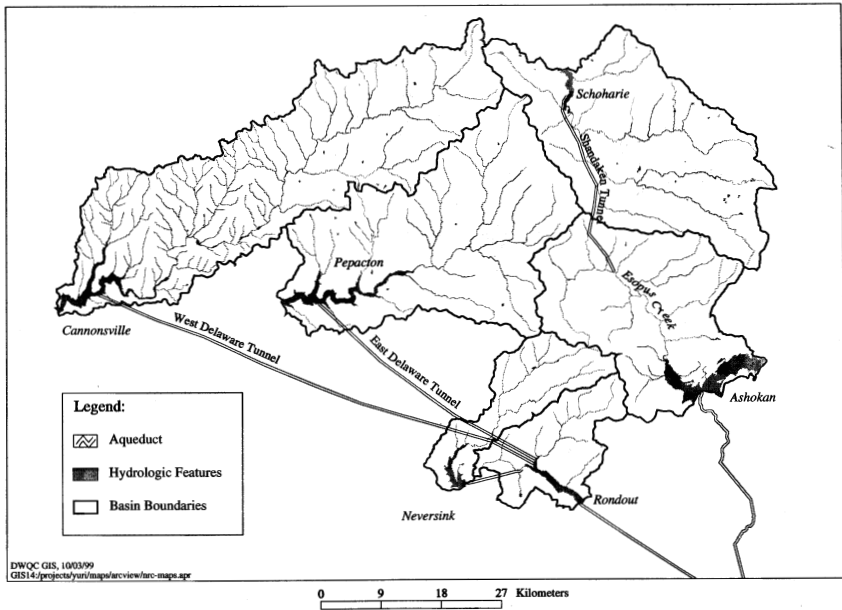 Schoharie
Shandaken Tunnel
Pepacton
Esopus Creek
Cannonsville
West Delaware Tunnel
East Delaware Tunnel
Ashokan
Legend:
Aqueduct
Hydrologic Features
Basin Boundaries
Rondout
Neversink
DWQC GIS, 10/03/99
GIS14:/projects/yuri/maps/arcview/nrc-maps.apr
0 9 18 27 Kilometers